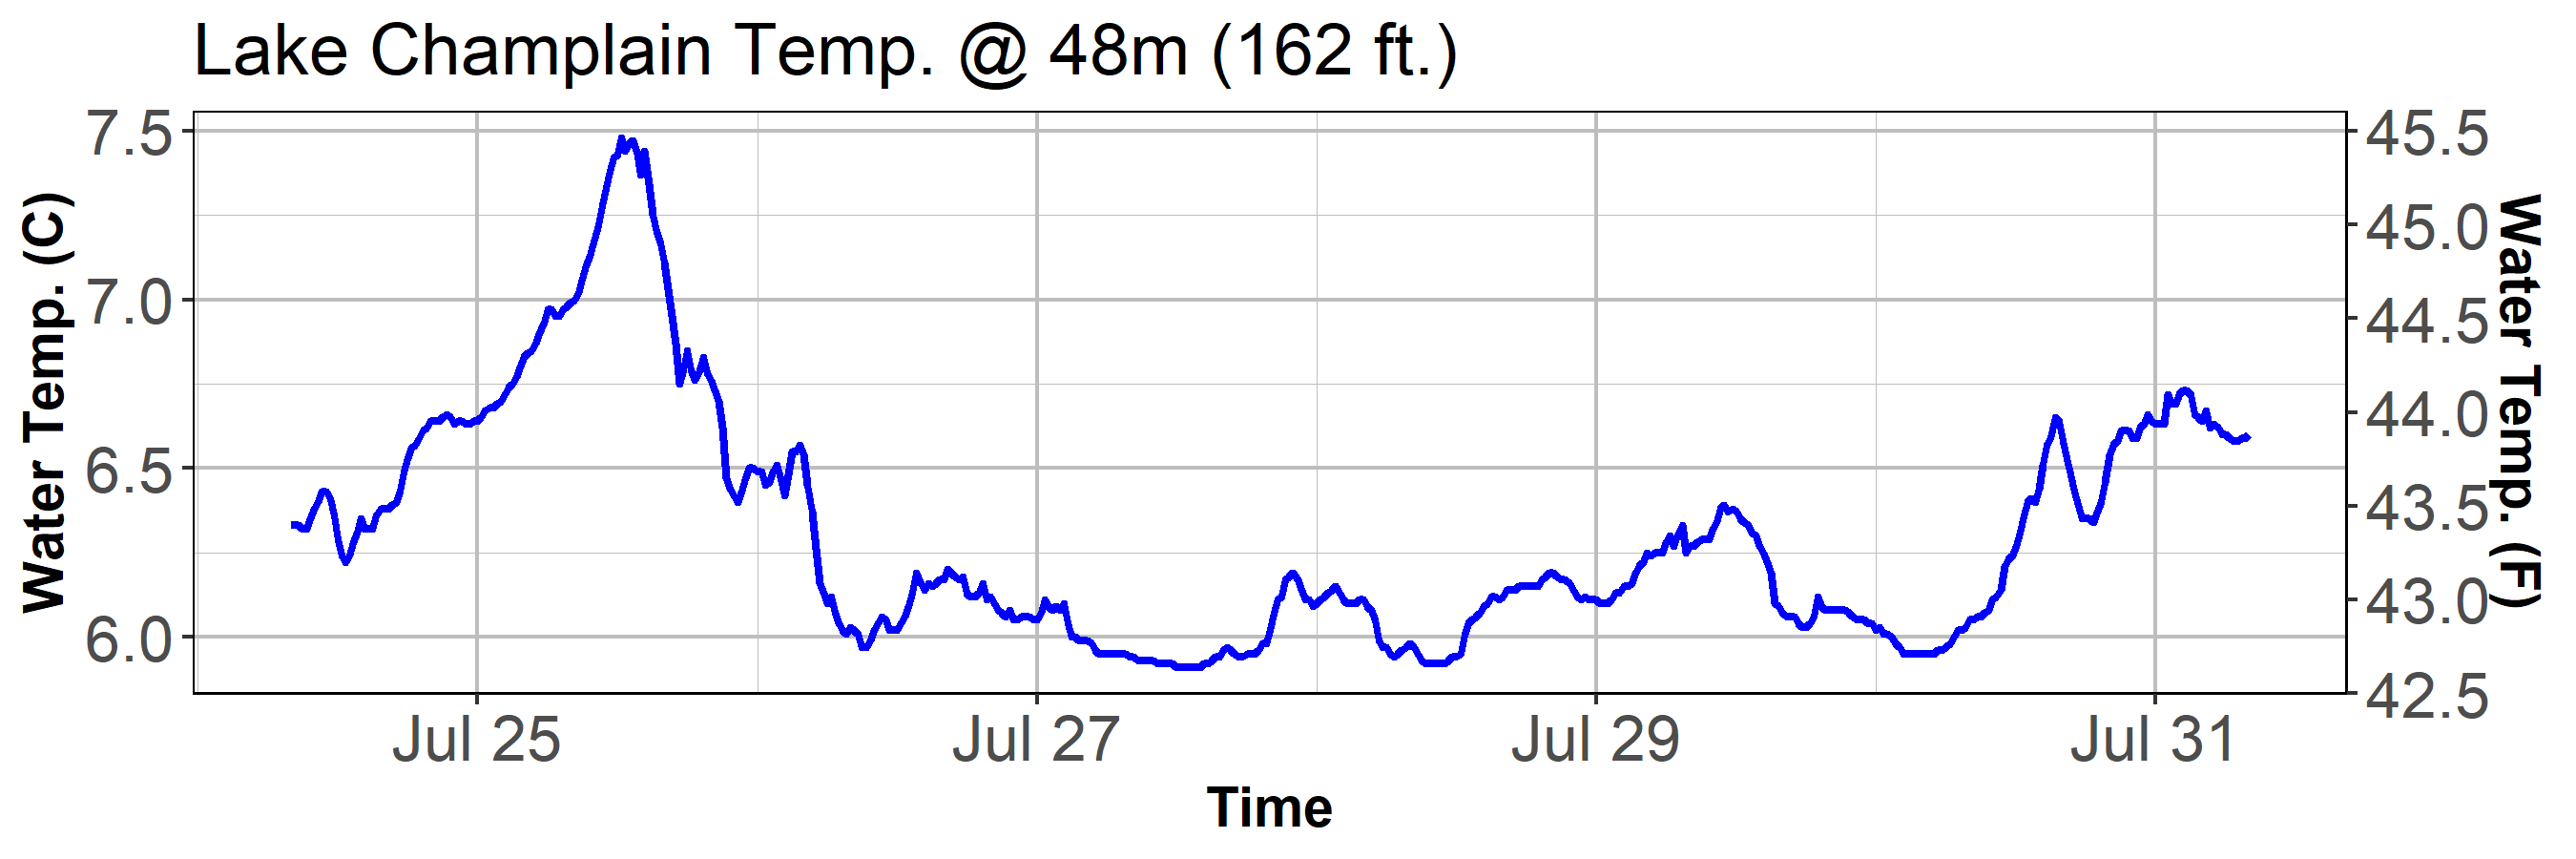 Lake Champlain Temp. @ 48m (162 ft.)
Water Temp. (C)
7.5
7.0
6.5
6.0
45.5
45.0
44.5
44.0
43.5
43.0
42.5
Water Temp. (F)
Jul 25 Jul 27 Jul 29 Jul 31
Time